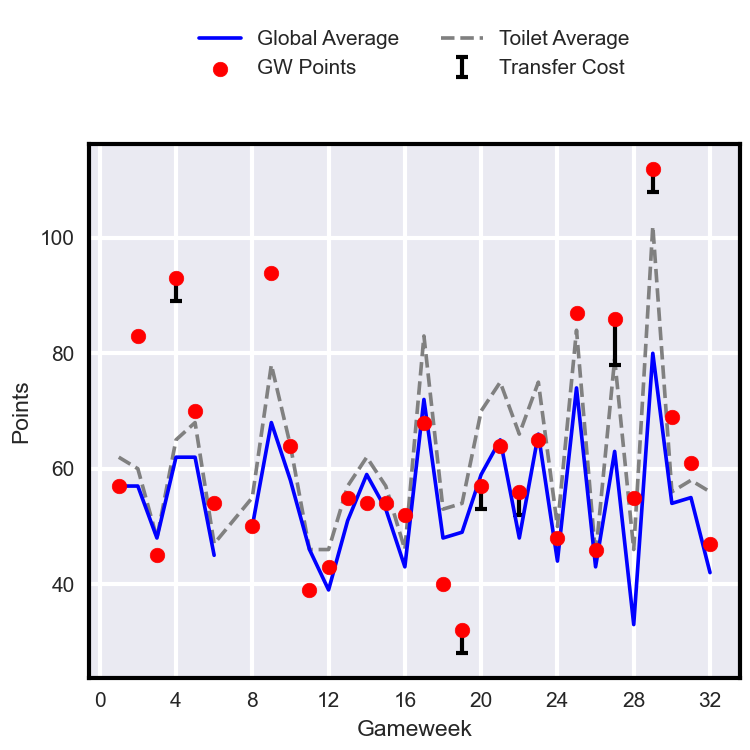 Global Average
Toilet Average
GW Points
Transfer Cost
100
80
60
40
Points
0 4 8 12 16 20 24 28 32
Gameweek